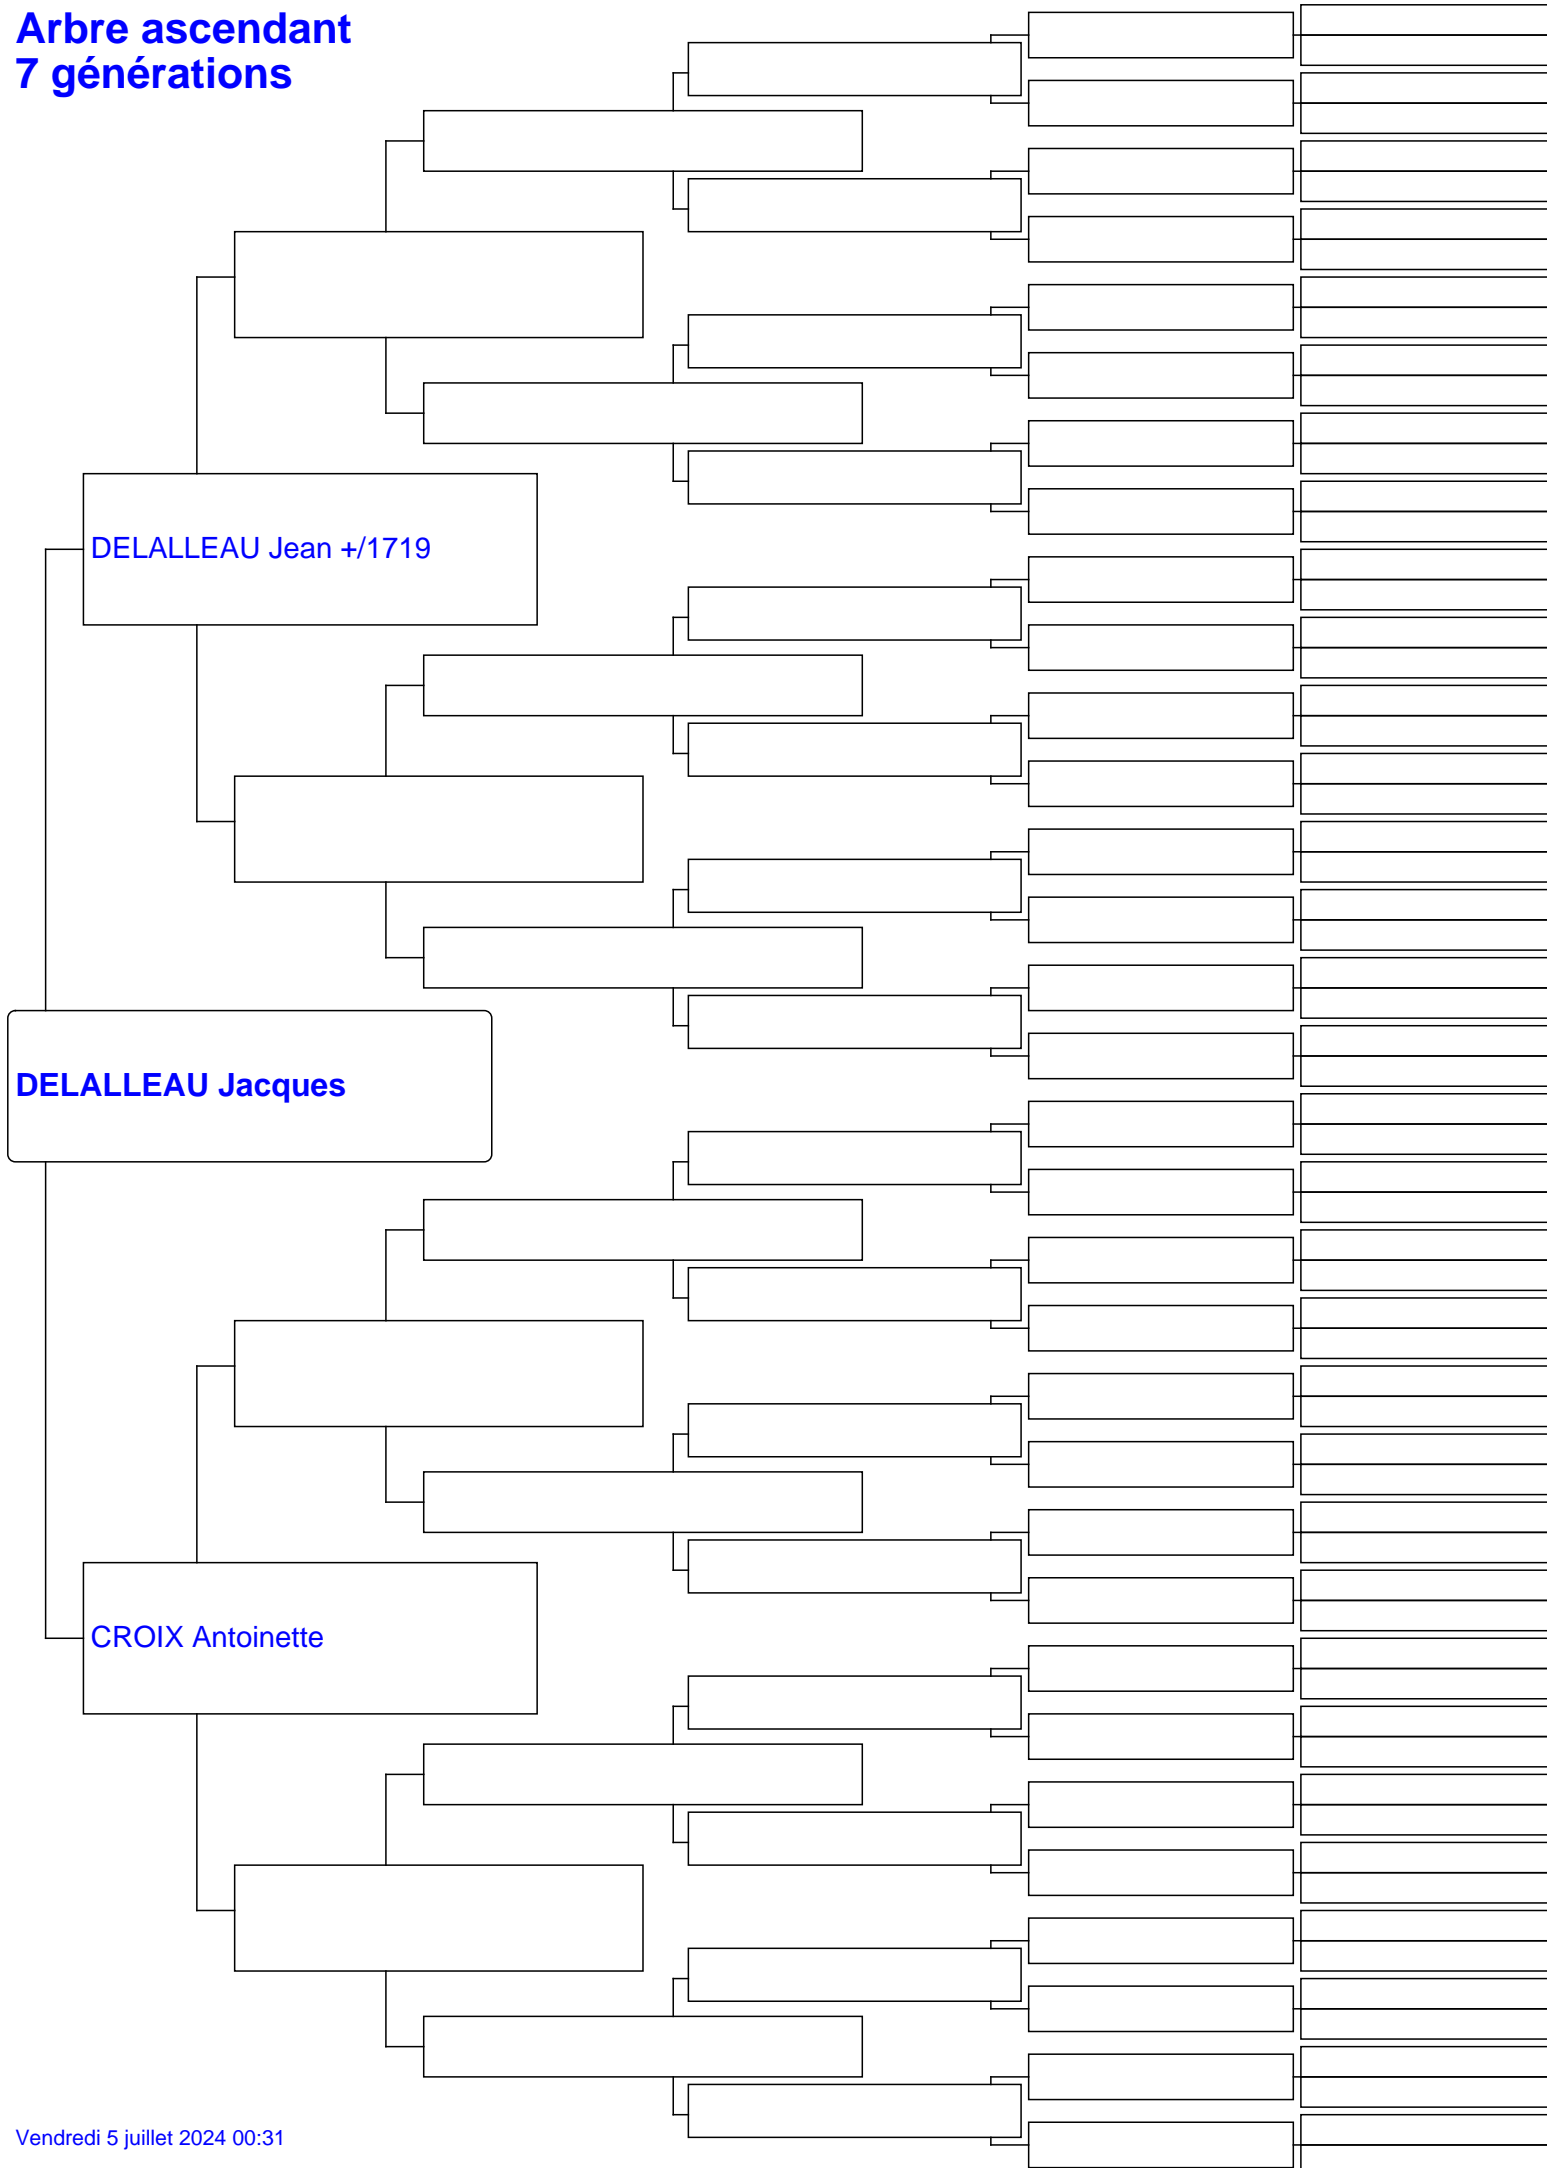 Arbre ascendant
7 générations
DELALLEAU Jean +/1719
DELALLEAU Jacques
CROIX Antoinette
Vendredi 5 juillet 2024 00:31